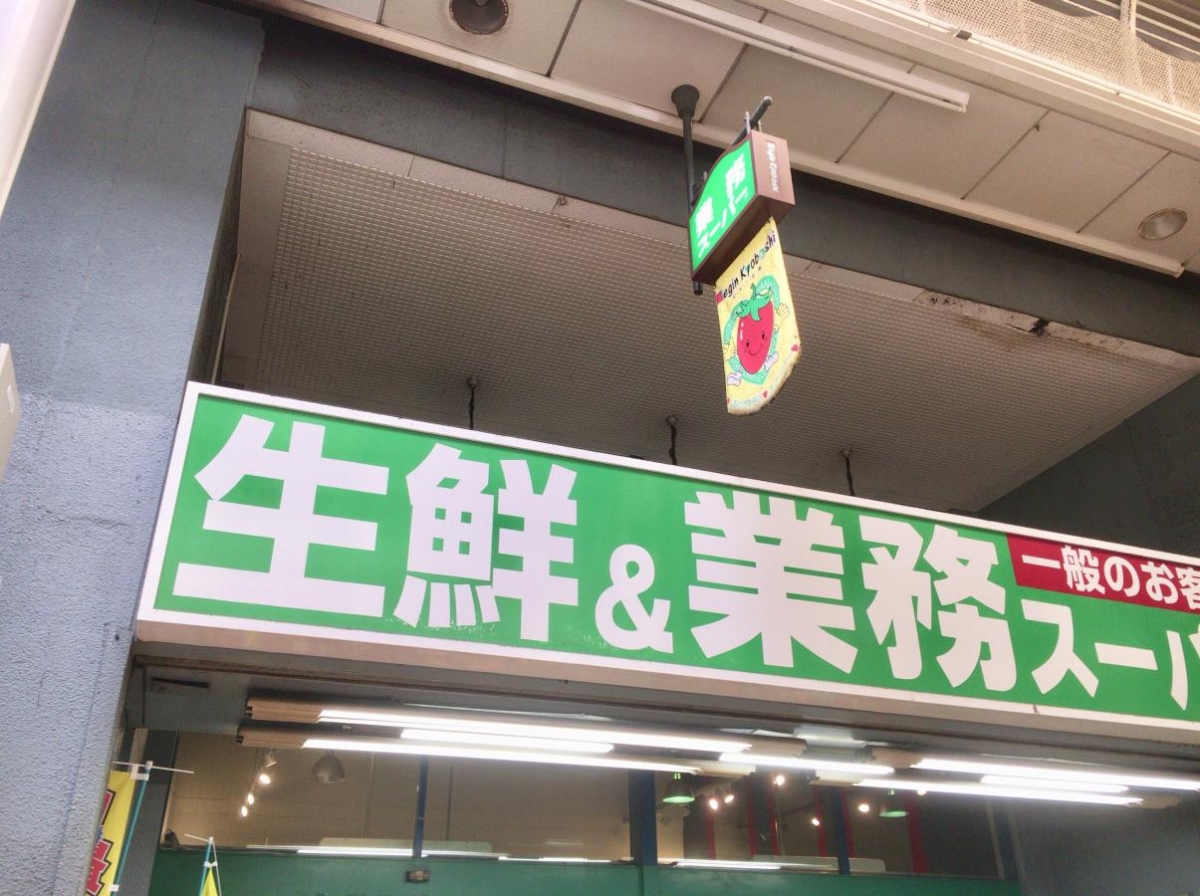 業務
スーパー
Megin Kyobashi
生鮮&業務スーパ
一般のお客